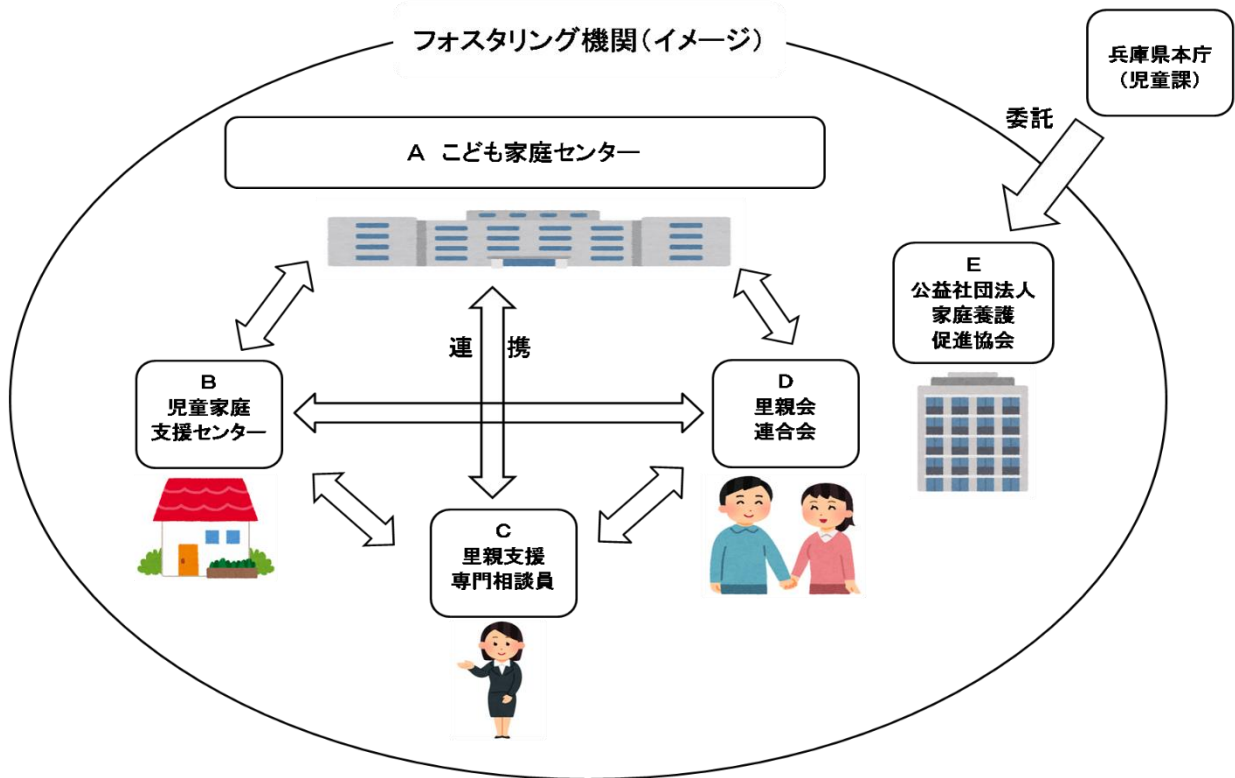 フォスタリング機関(イメージ)
兵庫県本庁
(児童課)
委託
A こども家庭センター
E
公益社団法人
家庭養護
促進協会
連 携
B
児童家庭
支援センター
D
里親会
連合会
C
里親支援
専門相談員